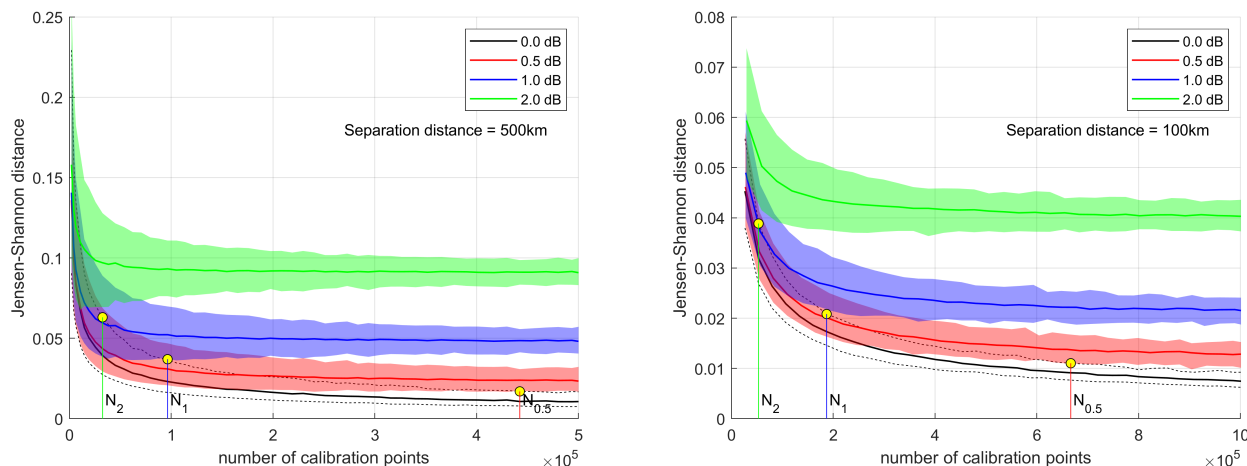 0.25
0.2
0.15
0.1
0.05
0
Jensen-Shannon distance
0.0 dB
0.5 dB
1.0 dB
2.0 dB
Separation distance = 500km
N2
N1
N0.5
0 1 2 3 4 5
number of calibration points
×10^5
0.08
0.07
0.06
0.05
0.04
0.03
0.02
0.01
0
Jensen-Shannon distance
0.0 dB
0.5 dB
1.0 dB
2.0 dB
Separation distance = 100km
N2
N1
N0.5
0 2 4 6 8 10
number of calibration points
×10^5